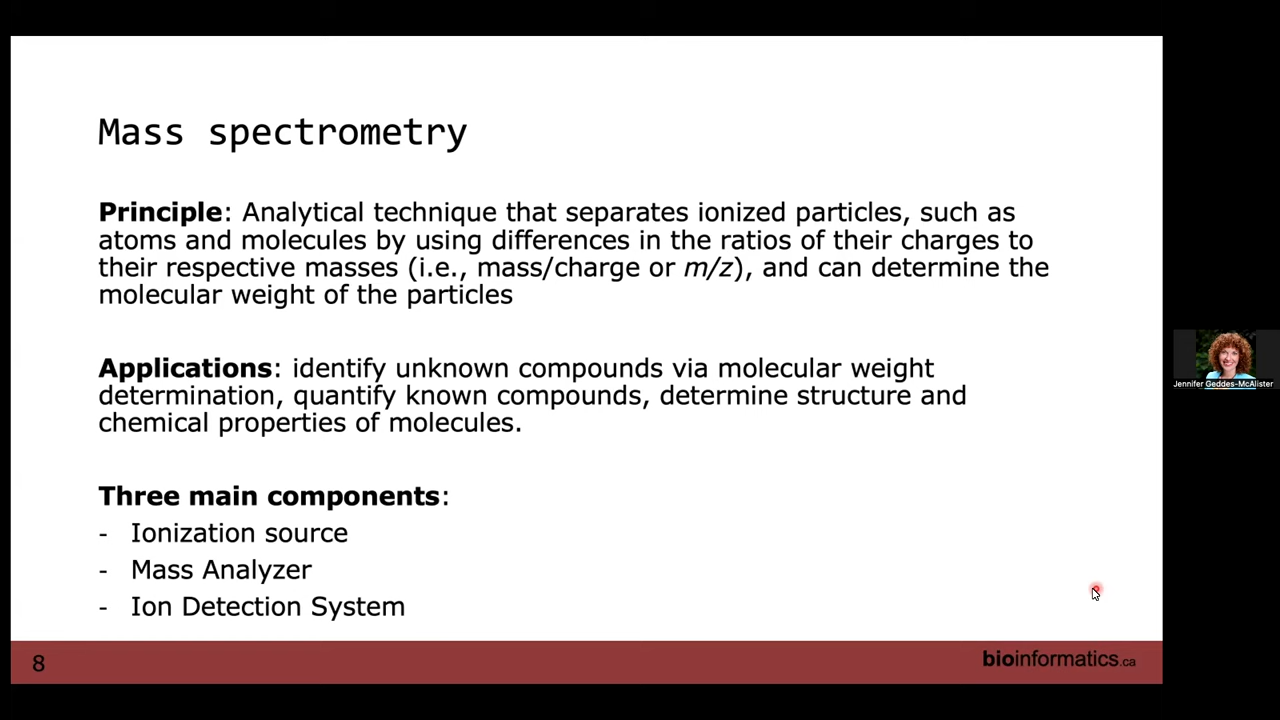 Mass spectrometry
Principle: Analytical technique that separates ionized particles, such as
atoms and molecules by using differences in the ratios of their charges to
their respective masses (i.e., mass/charge or m/z), and can determine the
molecular weight of the particles
Applications: identify unknown compounds via molecular weight
determination, quantify known compounds, determine structure and
chemical properties of molecules.
Three main components:
- Ionization source
- Mass Analyzer
- Ion Detection System
8
bioinformatics.ca
Jennifer Geddes-McAlister